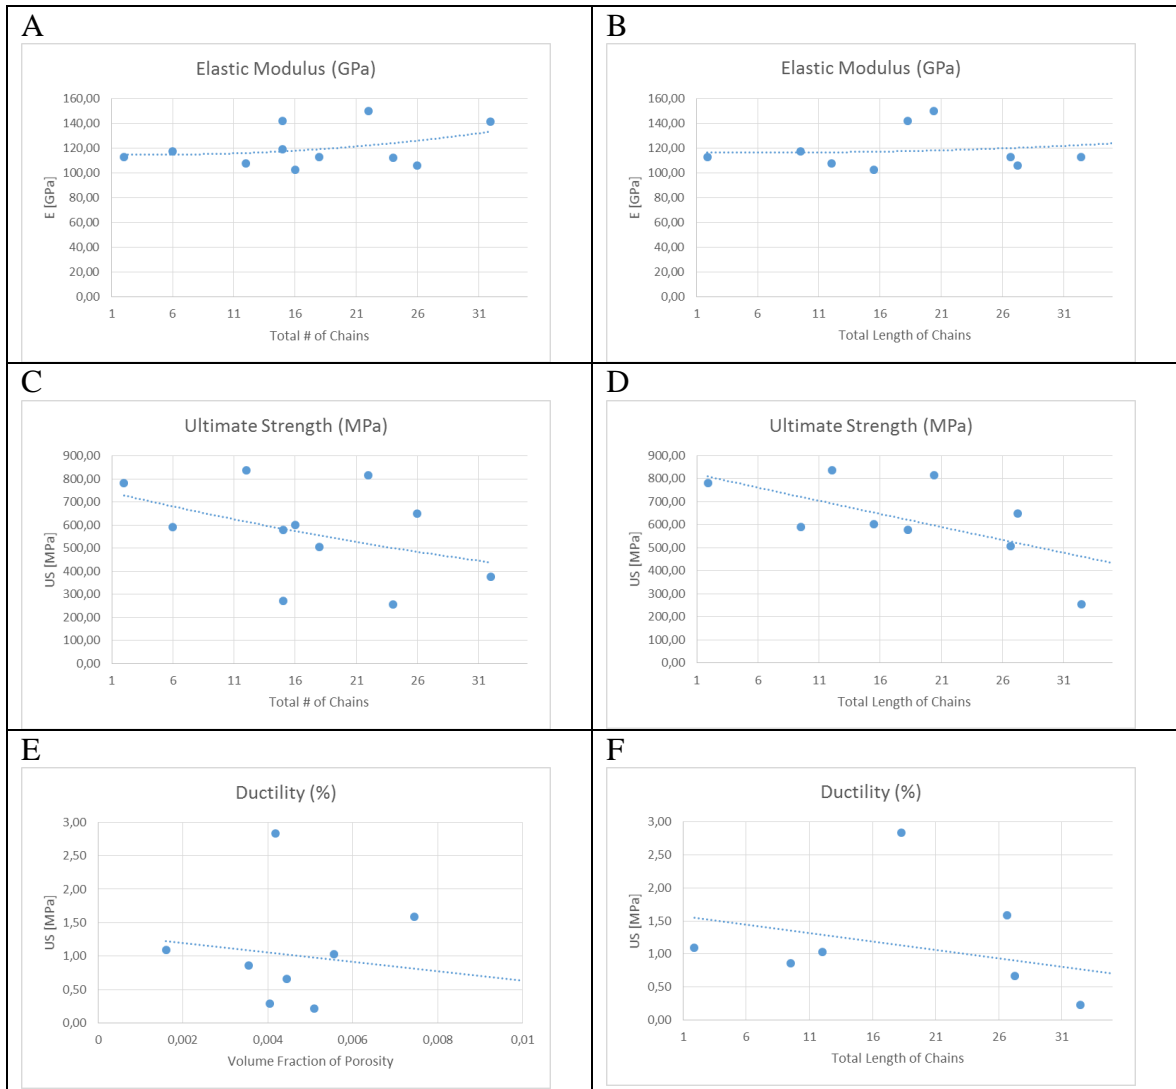 A
Elastic Modulus (GPa)
160,00
140,00
120,00
100,00
80,00
60,00
40,00
20,00
0,00
E [GPa]
1 6 11 16 21 26 31
Total # of Chains
B
Elastic Modulus (GPa)
160,00
140,00
120,00
100,00
80,00
60,00
40,00
20,00
0,00
E [GPa]
1 6 11 16 21 26 31
Total Length of Chains
C
Ultimate Strength (MPa)
900,00
800,00
700,00
600,00
500,00
400,00
300,00
200,00
100,00
0,00
US [MPa]
1 6 11 16 21 26 31
Total # of Chains
D
Ultimate Strength (MPa)
900,00
800,00
700,00
600,00
500,00
400,00
300,00
200,00
100,00
0,00
US [MPa]
1 6 11 16 21 26 31
Total Length of Chains
E
Ductility (%)
3,00
2,50
2,00
1,50
1,00
0,50
0,00
US [MPa]
0 0,002 0,004 0,006 0,008 0,01
Volume Fraction of Porosity
F
Ductility (%)
3,00
2,50
2,00
1,50
1,00
0,50
0,00
US [MPa]
1 6 11 16 21 26 31
Total Length of Chains